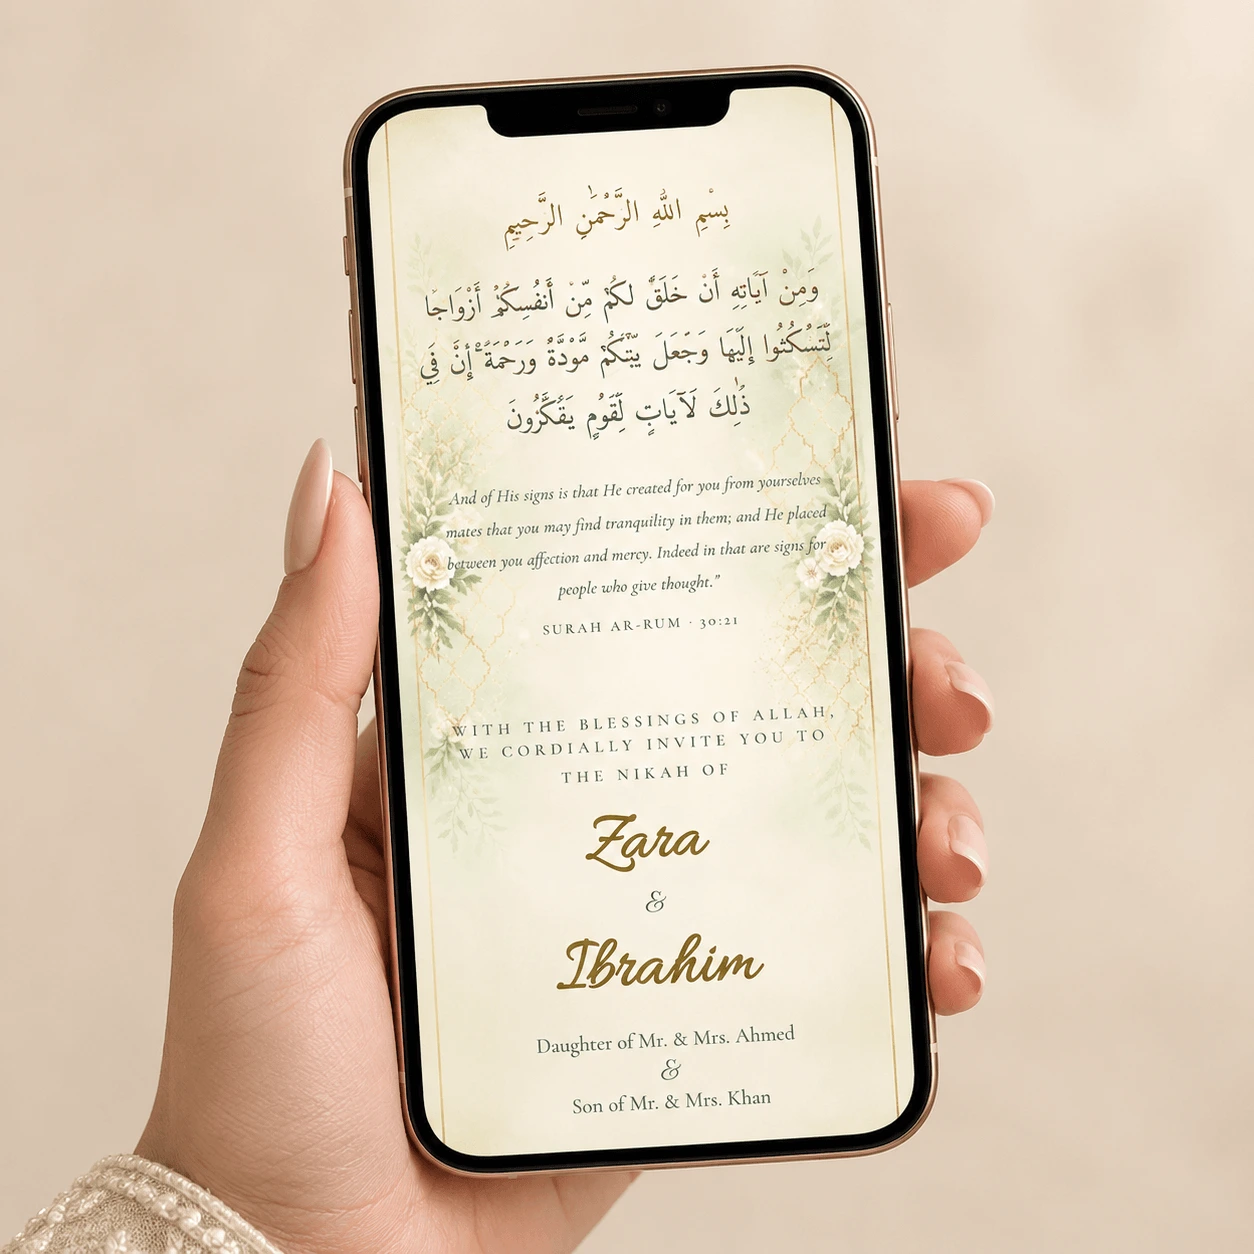 بِسْمِ اللّٰهِ الرَّحْمٰنِ الرَّحِيمِ
وَمِنْ آيَاتِهِ أَنْ خَلَقَ لَكُمْ مِّنْ أَنفُسِكُمْ أَزْوَاجًا
لِّتَسْكُثُوا إِلَيْهَا وَجَعَلَ مَّوْدَّةً وَرَحْمَةً ۚ إِنَّ فِي
ذَٰلِكَ لَآيَاتٍ لِّقَوْمٍ يَقَكَّرُونَ
And of His signs is that He created for you from yourselves
mates that you may find tranquility in them; and He placed
between you affection and mercy. Indeed in that are signs for
people who give thought.”
SURAH AR-RUM · 30:21
WITH THE BLESSINGS OF ALLAH,
WE CORDIALLY INVITE YOU TO
THE NIKAH OF
Zara
&
Ibrahim
Daughter of Mr. & Mrs. Ahmed
&
Son of Mr. & Mrs. Khan